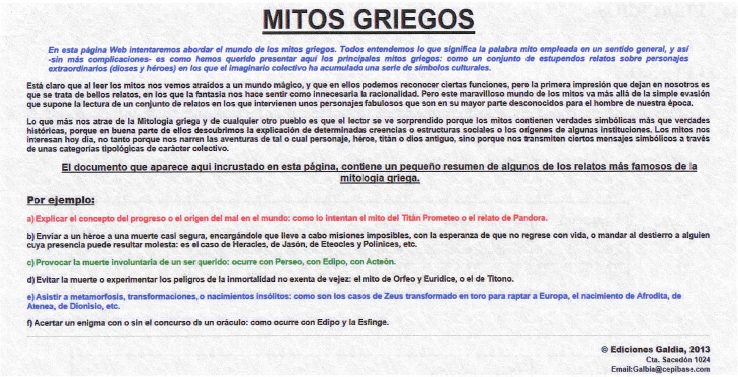 MITOS GRIEGOS
En esta página Web intentaremos abordar el mundo de los mitos griegos. Todos entendemos lo que significa la palabra mito empleada en un sentido general, y así
-sin más complicaciones- es como hemos querido presentar aquí los principales mitos griegos: como un conjunto de estupendos relatos sobre personajes
extraordinarios (dioses y héroes) en los que el imaginario colectivo ha acumulado una serie de símbolos culturales.
Está claro que al leer los mitos nos vemos atraídos a un mundo mágico, y que en ellos podemos reconocer ciertas funciones, pero la primera impresión que dejan en nosotros es
que se trata de bellos relatos, en los que la fantasía nos hace sentir como innecesaria la racionalidad. Pero este maravilloso mundo de los mitos va más allá de la simple evasión
que supone la lectura de un conjunto de relatos en los que intervienen unos personajes fabulosos que son en su mayor parte desconocidos para el hombre de nuestra época.
Lo que más nos atrae de la Mitología griega y de cualquier otro pueblo es que el lector se ve sorprendido porque los mitos contienen verdades simbólicas más que verdades
históricas, porque en buena parte de ellos descubrimos la explicación de determinadas creencias o estructuras sociales o los orígenes de algunas instituciones. Los mitos nos
interesan hoy día, no tanto porque nos narren las aventuras de tal o cual personaje, héroe, titán o dios antiguo, sino porque nos transmiten ciertos mensajes simbólicos a través
de unas categorías tipológicas de carácter colectivo.
El documento que aparece aquí incrustado en esta página, contiene un pequeño resumen de algunos de los relatos más famosos de la
mitología griega.
Por ejemplo:
a) Explicar el concepto del progreso o el origen del mal en el mundo: como lo intentan el mito del Titán Prometeo o el relato de Pandora.
b) Enviar a un héroe a una muerte casi segura, encargándole que lleve a cabo misiones imposibles, con la esperanza de que no regrese con vida, o mandar al destierro a alguien
cuya presencia puede resultar molesta: es el caso de Heracles, de Jasón, de Eteocles y Polinices, etc.
c) Provocar la muerte involuntaria de un ser querido: ocurre con Perseo, con Edipo, con Acteón.
d) Evitar la muerte o experimentar los peligros de la inmortalidad no exenta de vejez: el mito de Orfeo y Eurídice, o el de Titono.
e) Asistir a metamorfosis, transformaciones, o nacimientos insólitos: como son los casos de Zeus transformado en toro para raptar a Europa, el nacimiento de Afrodita, de
Atenea, de Dionisio, etc.
f) Acertar un enigma con o sin el concurso de un oráculo: como ocurre con Edipo y la Esfinge.
© Ediciones Galdia, 2013
Cta. Sacedón 1024
Email:Galbia@cepibase.com